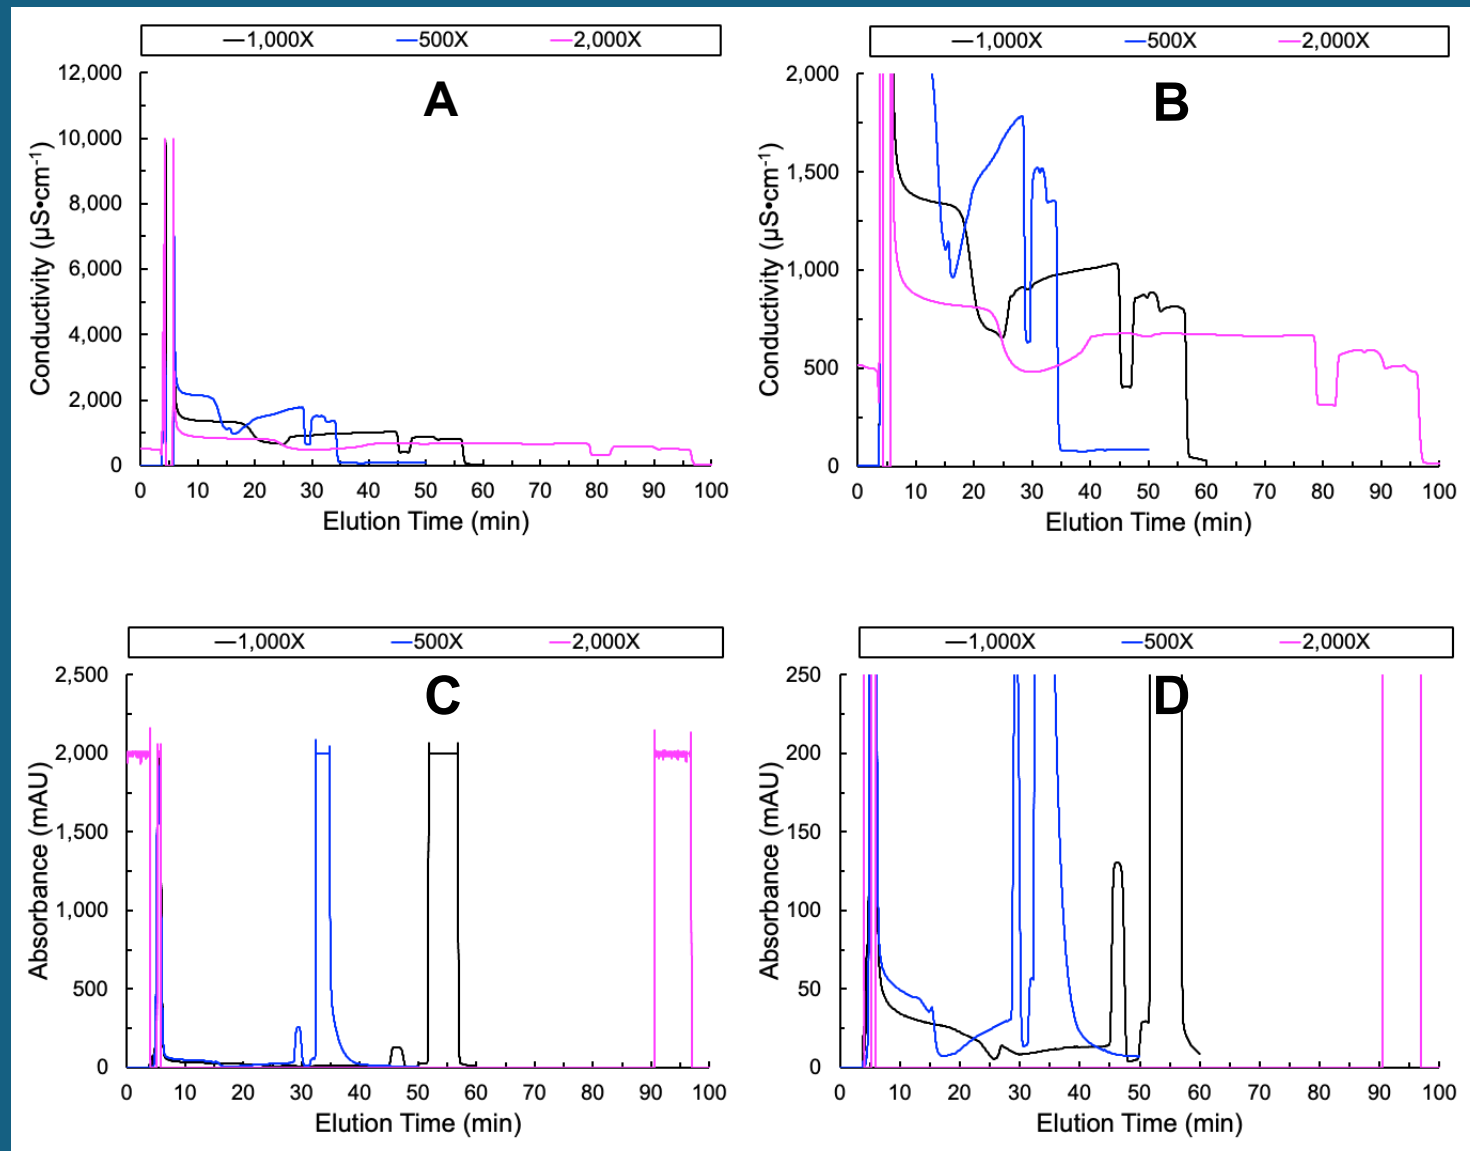 1,000X 500X 2,000X
A
12,000
10,000
8,000
6,000
4,000
2,000
0
Conductivity (µS•cm-1)
0 10 20 30 40 50 60 70 80 90 100
Elution Time (min)
1,000X 500X 2,000X
B
2,000
1,500
1,000
500
0
Conductivity (µS•cm-1)
0 10 20 30 40 50 60 70 80 90 100
Elution Time (min)
1,000X 500X 2,000X
C
2,500
2,000
1,500
1,000
500
0
Absorbance (mAU)
0 10 20 30 40 50 60 70 80 90 100
Elution Time (min)
1,000X 500X 2,000X
D
250
200
150
100
50
0
Absorbance (mAU)
0 10 20 30 40 50 60 70 80 90 100
Elution Time (min)